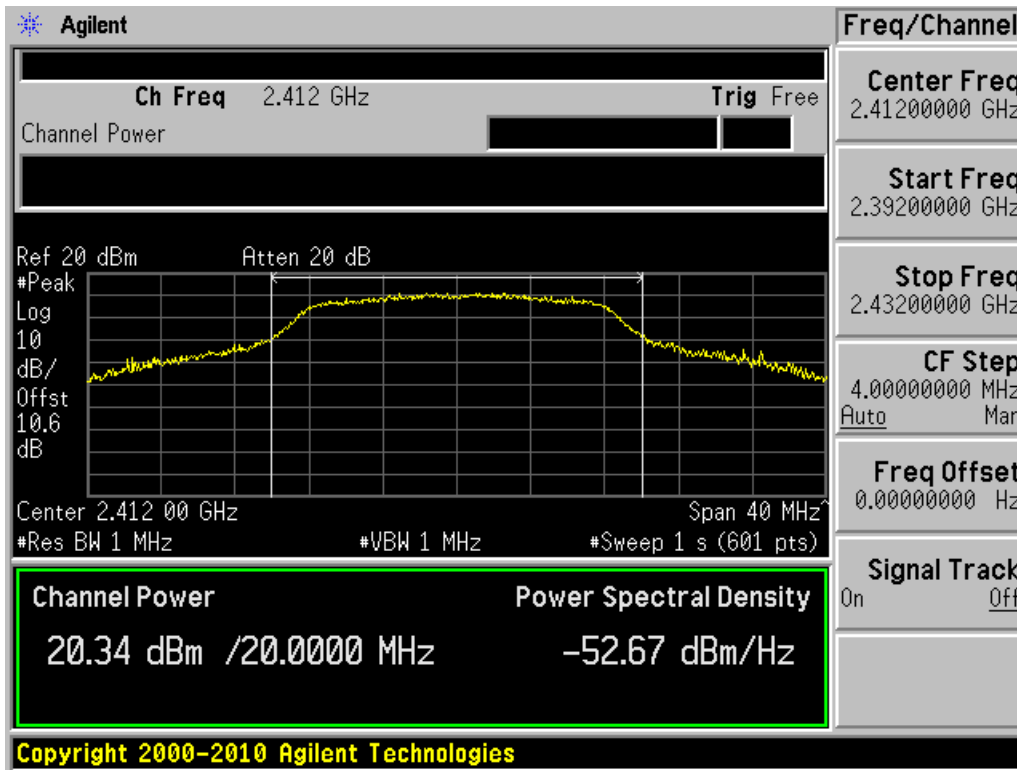 Agilent
Freq/Channel
Ch Freq 2.412 GHz Trig Free
Channel Power
Center Freq
2.41200000 GHz
Start Freq
2.39200000 GHz
Stop Freq
2.43200000 GHz
CF Step
4.00000000 MHz
Auto Man
Freq Offset
0.00000000 Hz
Signal Track
On Off
Ref 20 dBm Atten 20 dB
#Peak
Log
10
dB/
Offst
10.6
dB
Center 2.412 00 GHz Span 40 MHz^
#Res BW 1 MHz #VBW 1 MHz #Sweep 1 s (601 pts)
Channel Power Power Spectral Density
20.34 dBm /20.0000 MHz -52.67 dBm/Hz
Copyright 2000-2010 Agilent Technologies